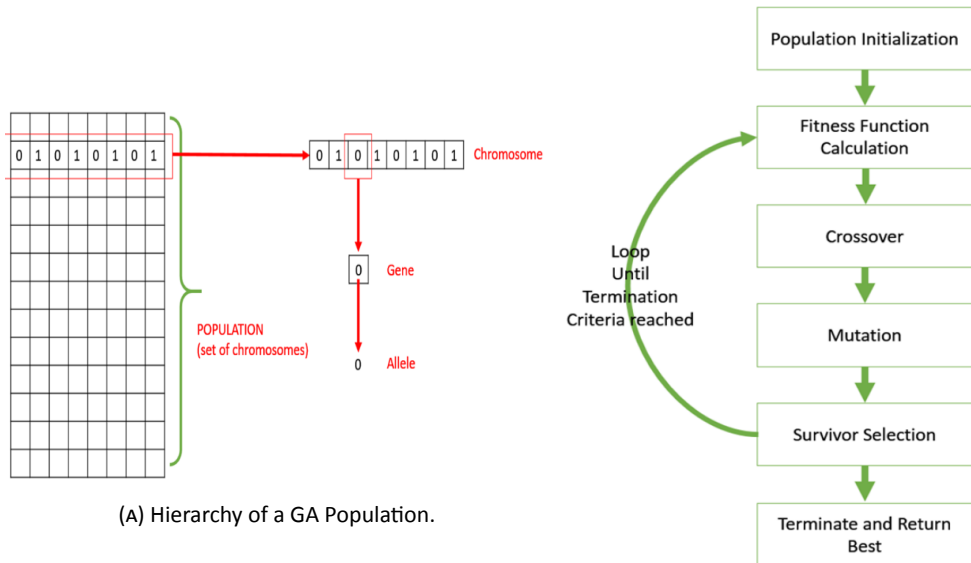 0 1 0 1 0 1 0 1
0 1 0 1 0 1 0 1 Chromosome
0 Gene
POPULATION
(set of chromosomes)
0 Allele
(A) Hierarchy of a GA Population.
Population Initialization
Fitness Function
Calculation
Crossover
Loop
Until
Termination
Criteria reached
Mutation
Survivor Selection
Terminate and Return
Best